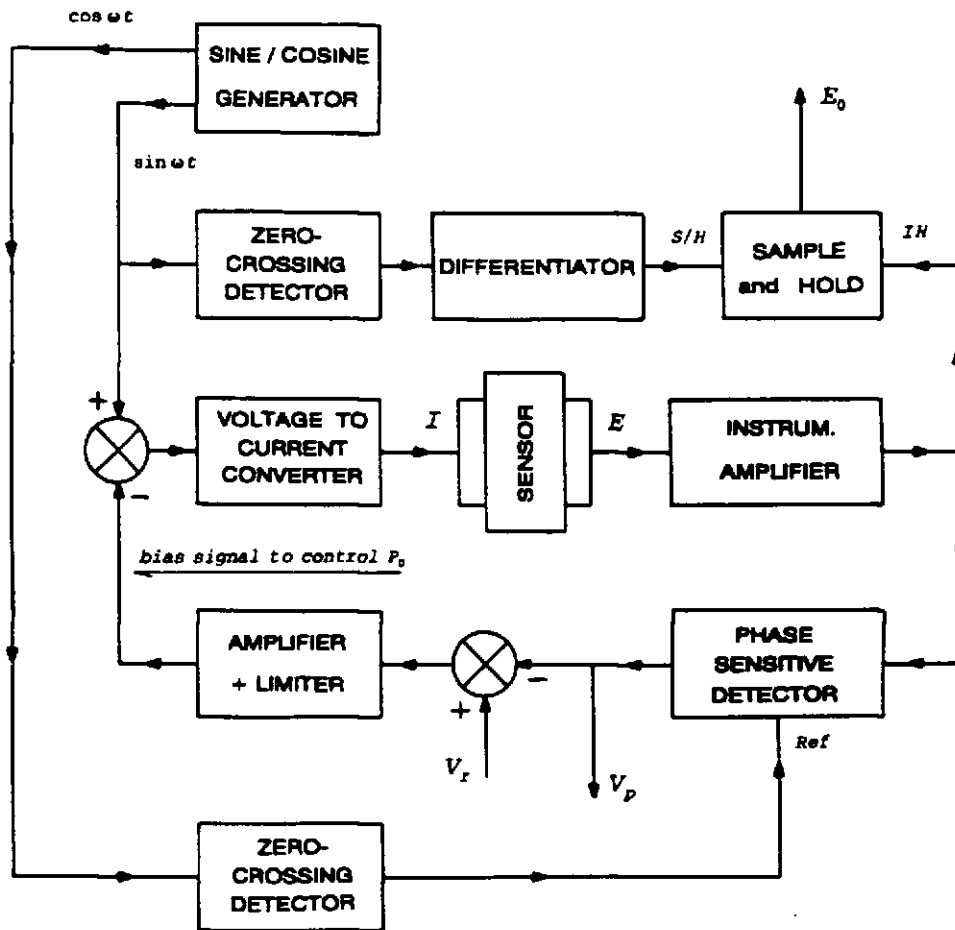 cos ωt
SINE / COSINE
GENERATOR
E₀
sin ωt
ZERO-
CROSSING
DETECTOR
DIFFERENTIATOR
S/H
SAMPLE
and HOLD
IH
+
VOLTAGE TO
CURRENT
CONVERTER
I
SENSOR
E
INSTRUM.
AMPLIFIER
-
bias signal to control P₀
AMPLIFIER
+ LIMITER
-
+
PHASE
SENSITIVE
DETECTOR
Ref
V_r
V_p
ZERO-
CROSSING
DETECTOR